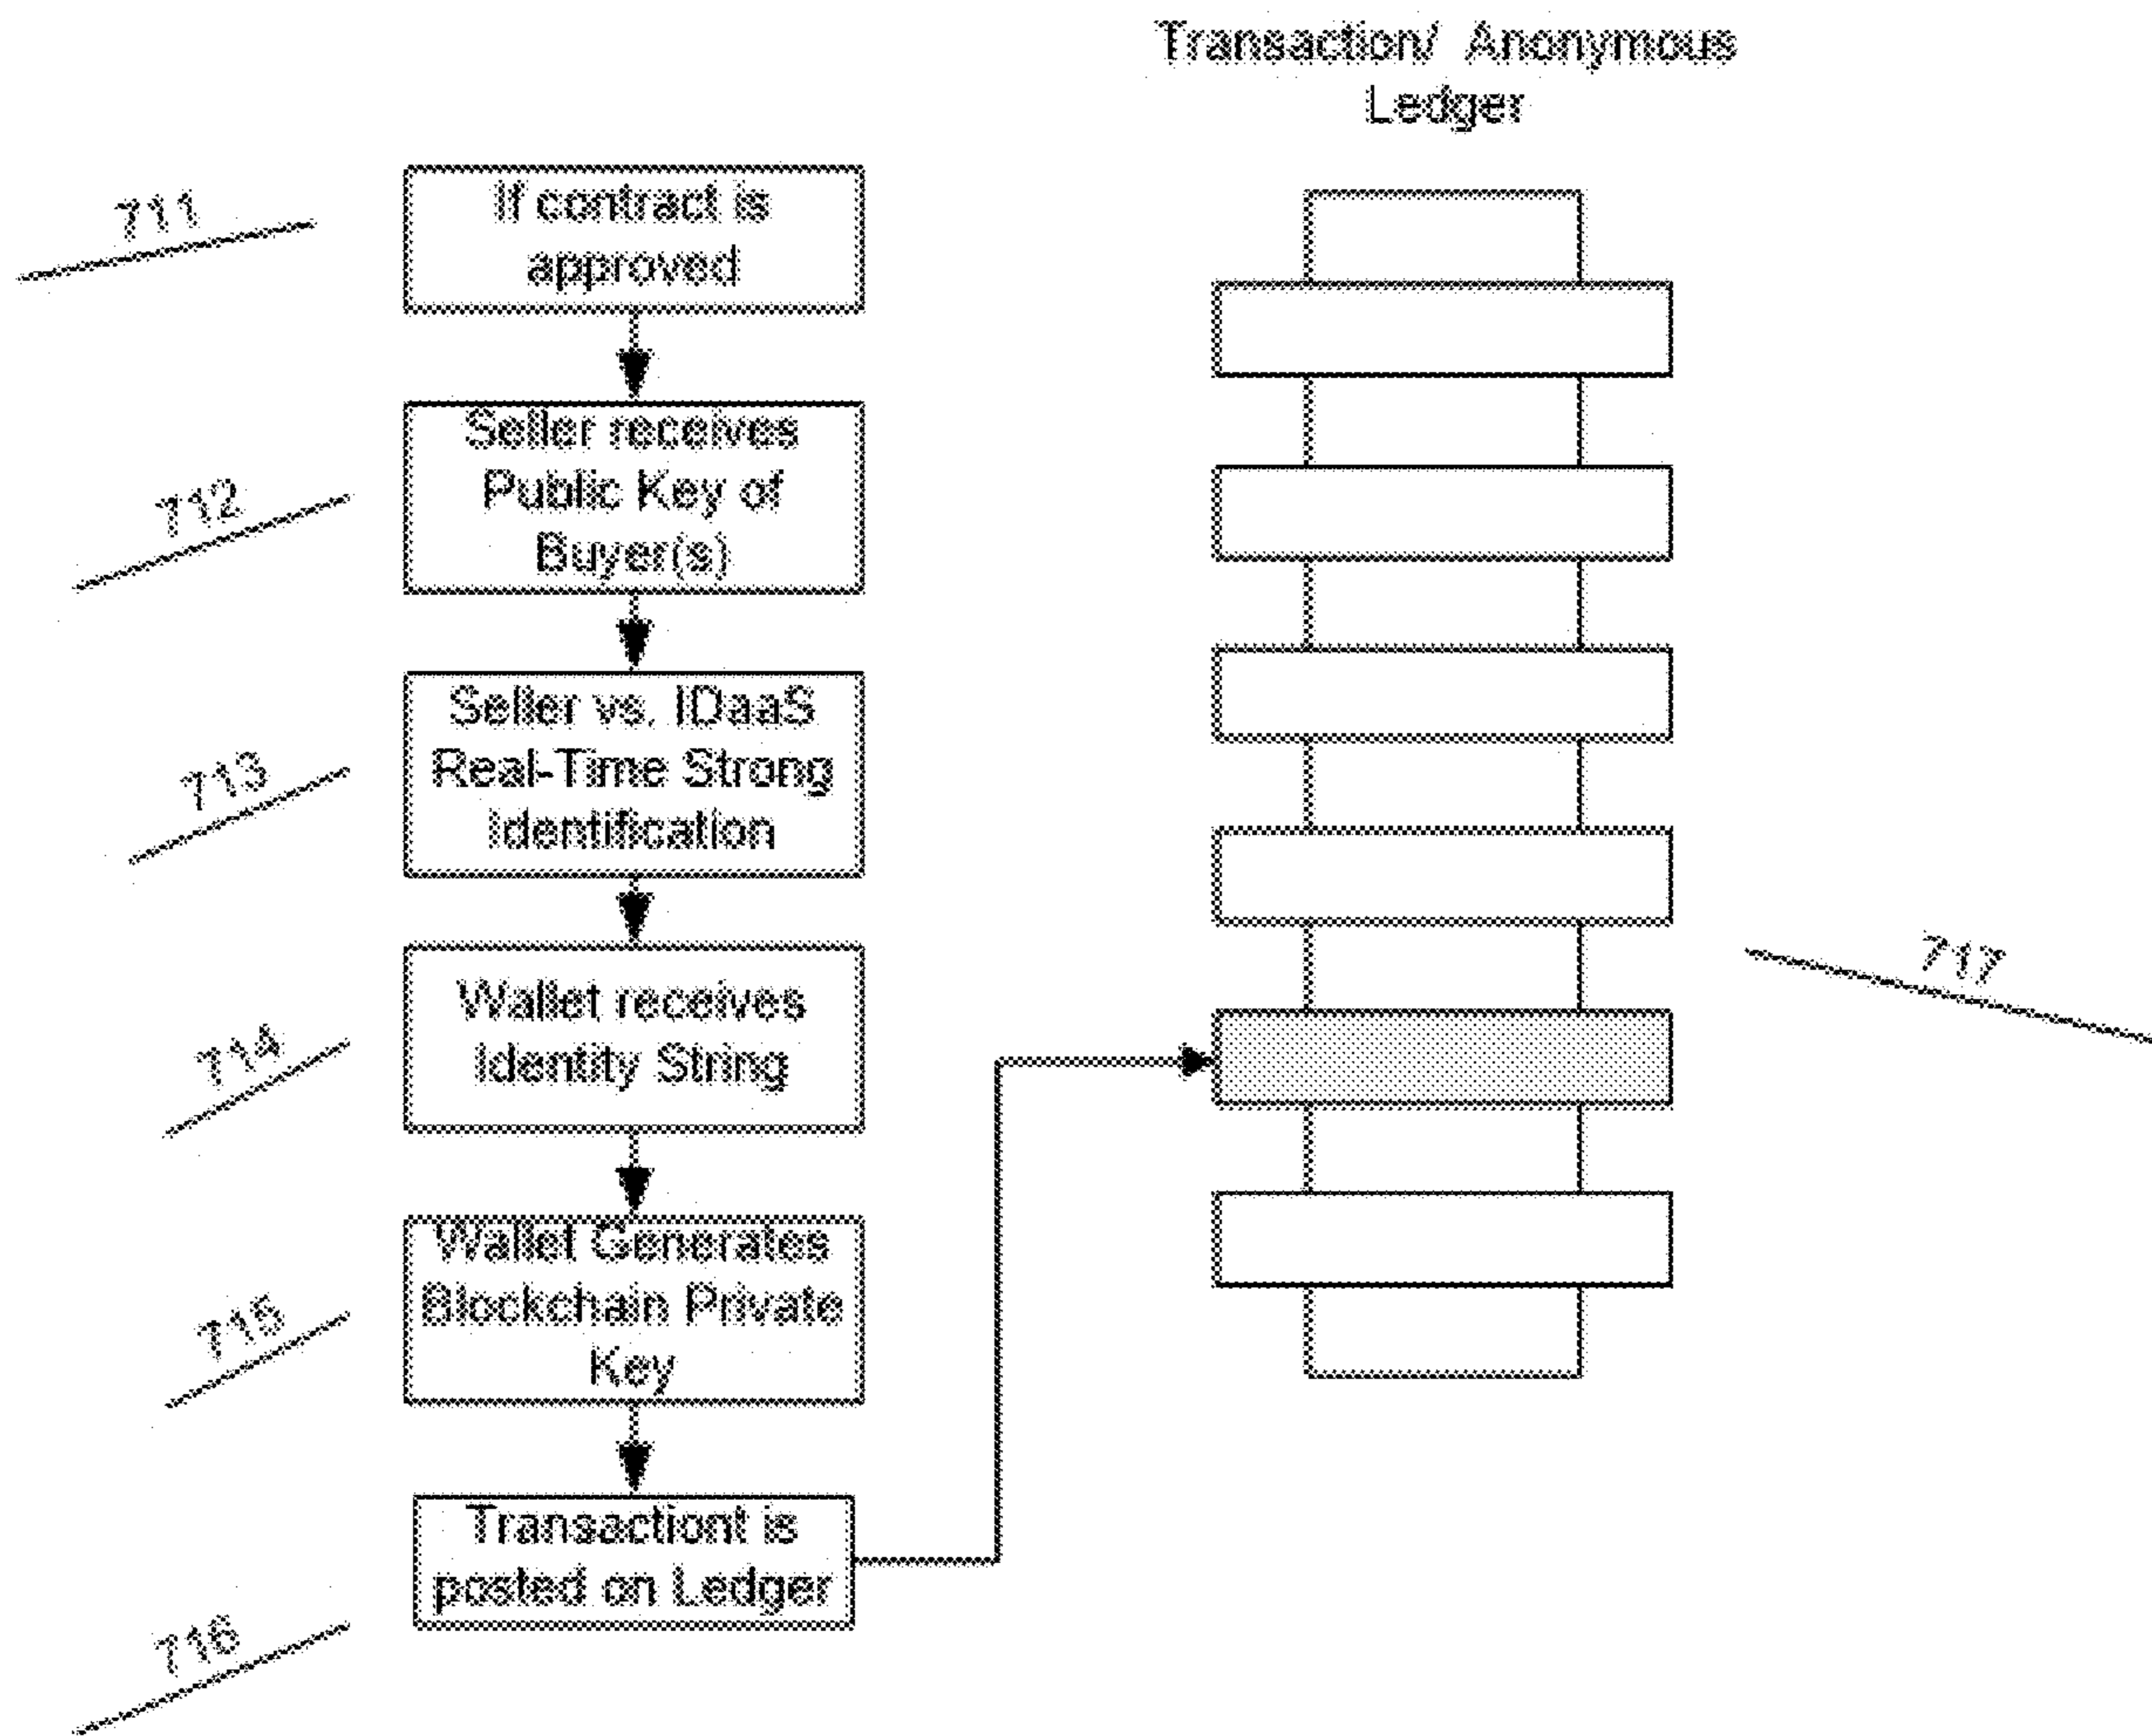 Transaction/ Anonymous
Ledger
711
If contract is
approved
712
Seller receives
Public Key of
Buyer(s)
713
Seller vs. IDaaS
Real-Time Strong
Identification
714
Wallet receives
Identity String
717
715
Wallet Generates
Blockchain Private
Key
716
Transactiont is
posted on Ledger